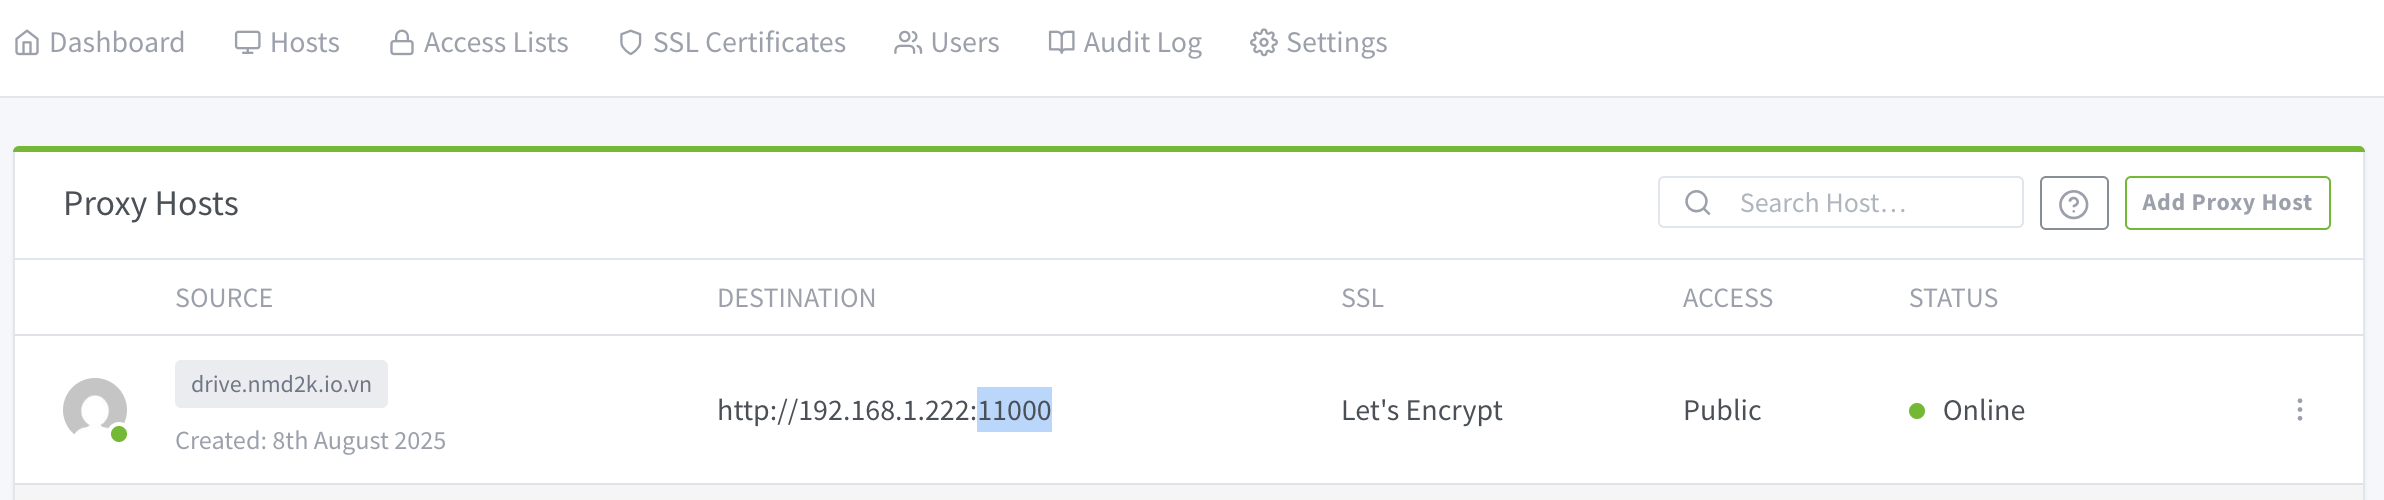 Dashboard Hosts Access Lists SSL Certificates Users Audit Log Settings
Proxy Hosts Search Host… Add Proxy Host
SOURCE DESTINATION SSL ACCESS STATUS
drive.nmd2k.io.vn
http://192.168.1.222:11000 Let's Encrypt Public Online
Created: 8th August 2025